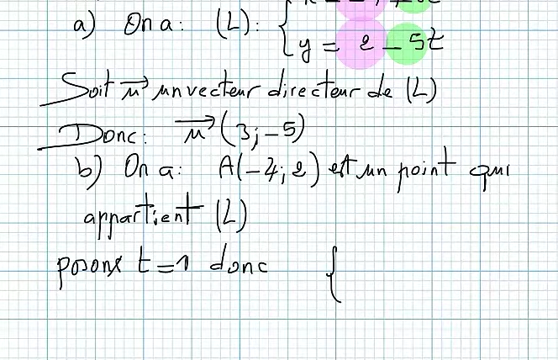 a) On a: (L): {
y = 2 - 5t
Soit u⃗ un vecteur directeur de (L)
Donc: u⃗ (3; -5)
b) On a: A(-4; 2) est un point qui
appartient (L)
posons t = 1 donc {